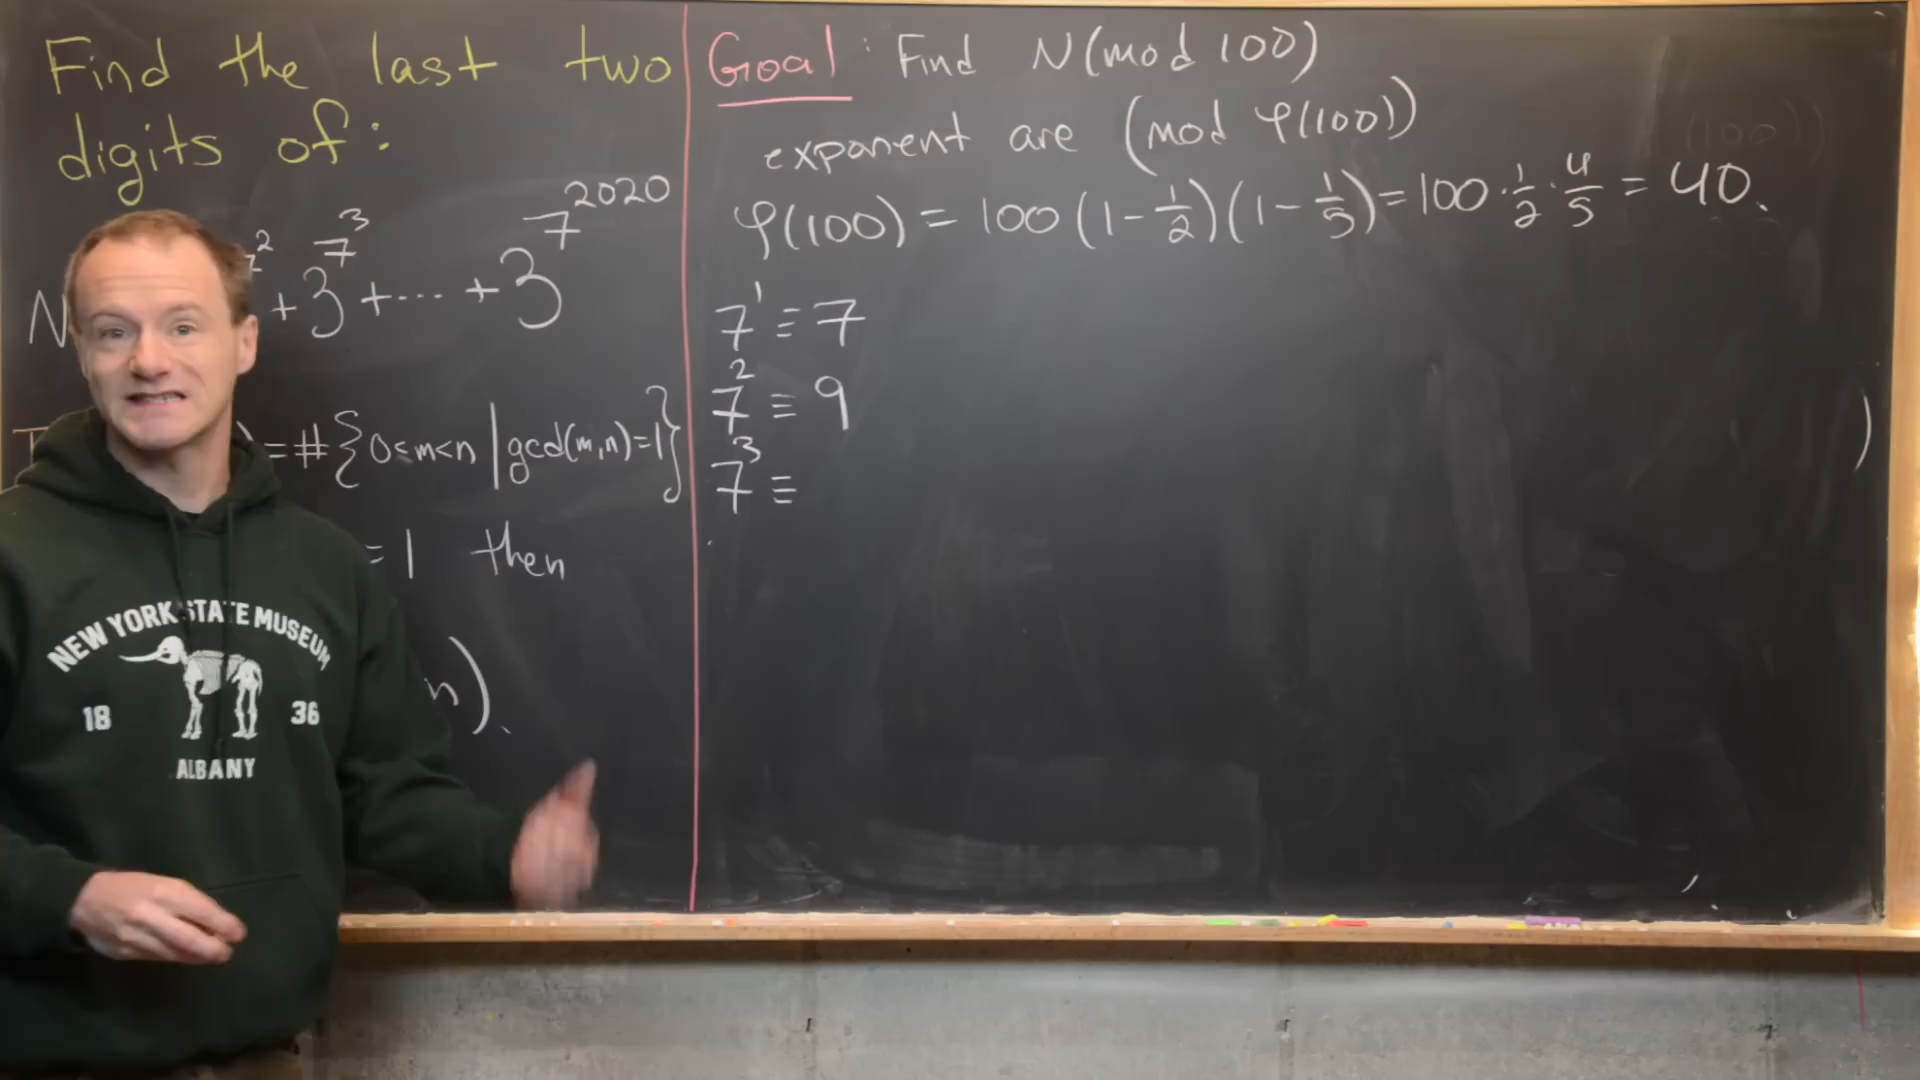 Find the last two
digits of:
N 7^2 + 3^{7^3} + ... + 3^{7^{2020}}
) = # {0≤m<n | gcd(m,n)=1}
= 1 then
n).
Goal: Find N (mod 100)
exponent are (mod φ(100))
φ(100) = 100 (1 - 1/2)(1 - 1/5) = 100 · 1/2 · 4/5 = 40.
7^1 ≡ 7
7^2 ≡ 9
7^3 ≡
)
NEW YORK STATE MUSEUM
18 36
ALBANY